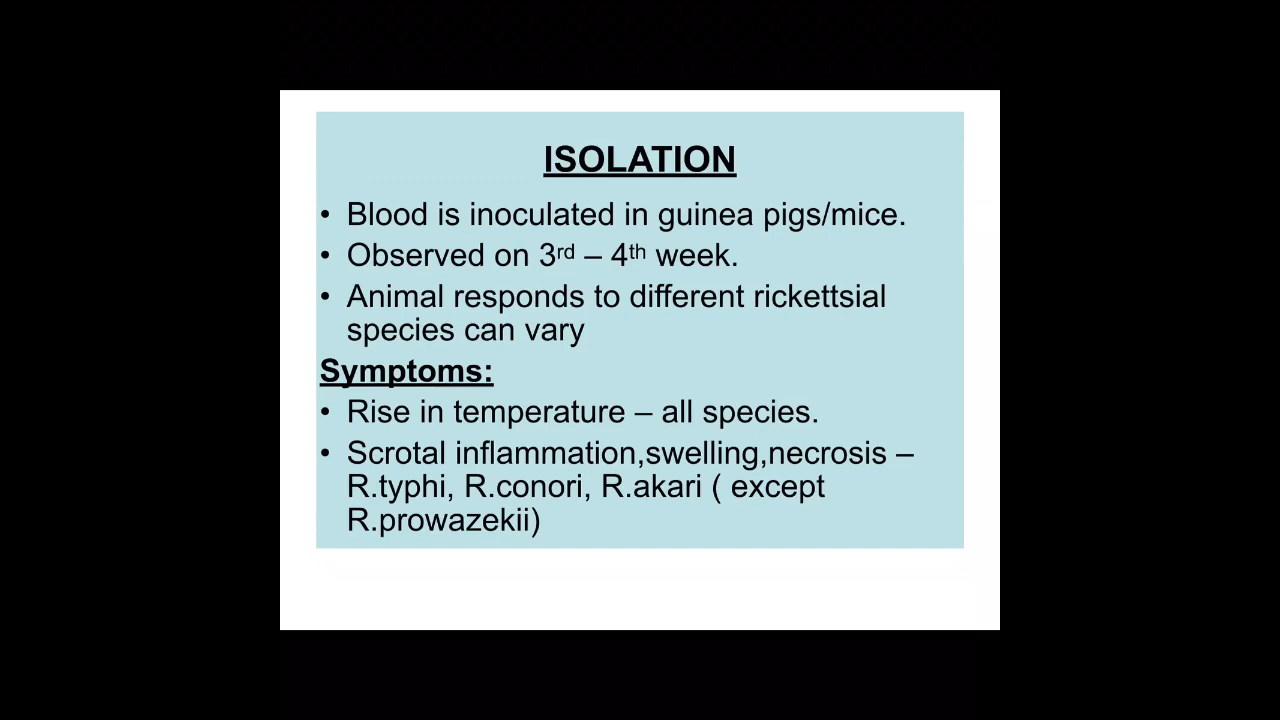 ISOLATION
• Blood is inoculated in guinea pigs/mice.
• Observed on 3rd – 4th week.
• Animal responds to different rickettsial
species can vary
Symptoms:
• Rise in temperature – all species.
• Scrotal inflammation,swelling,necrosis –
R.typhi, R.conori, R.akari ( except
R.prowazekii)